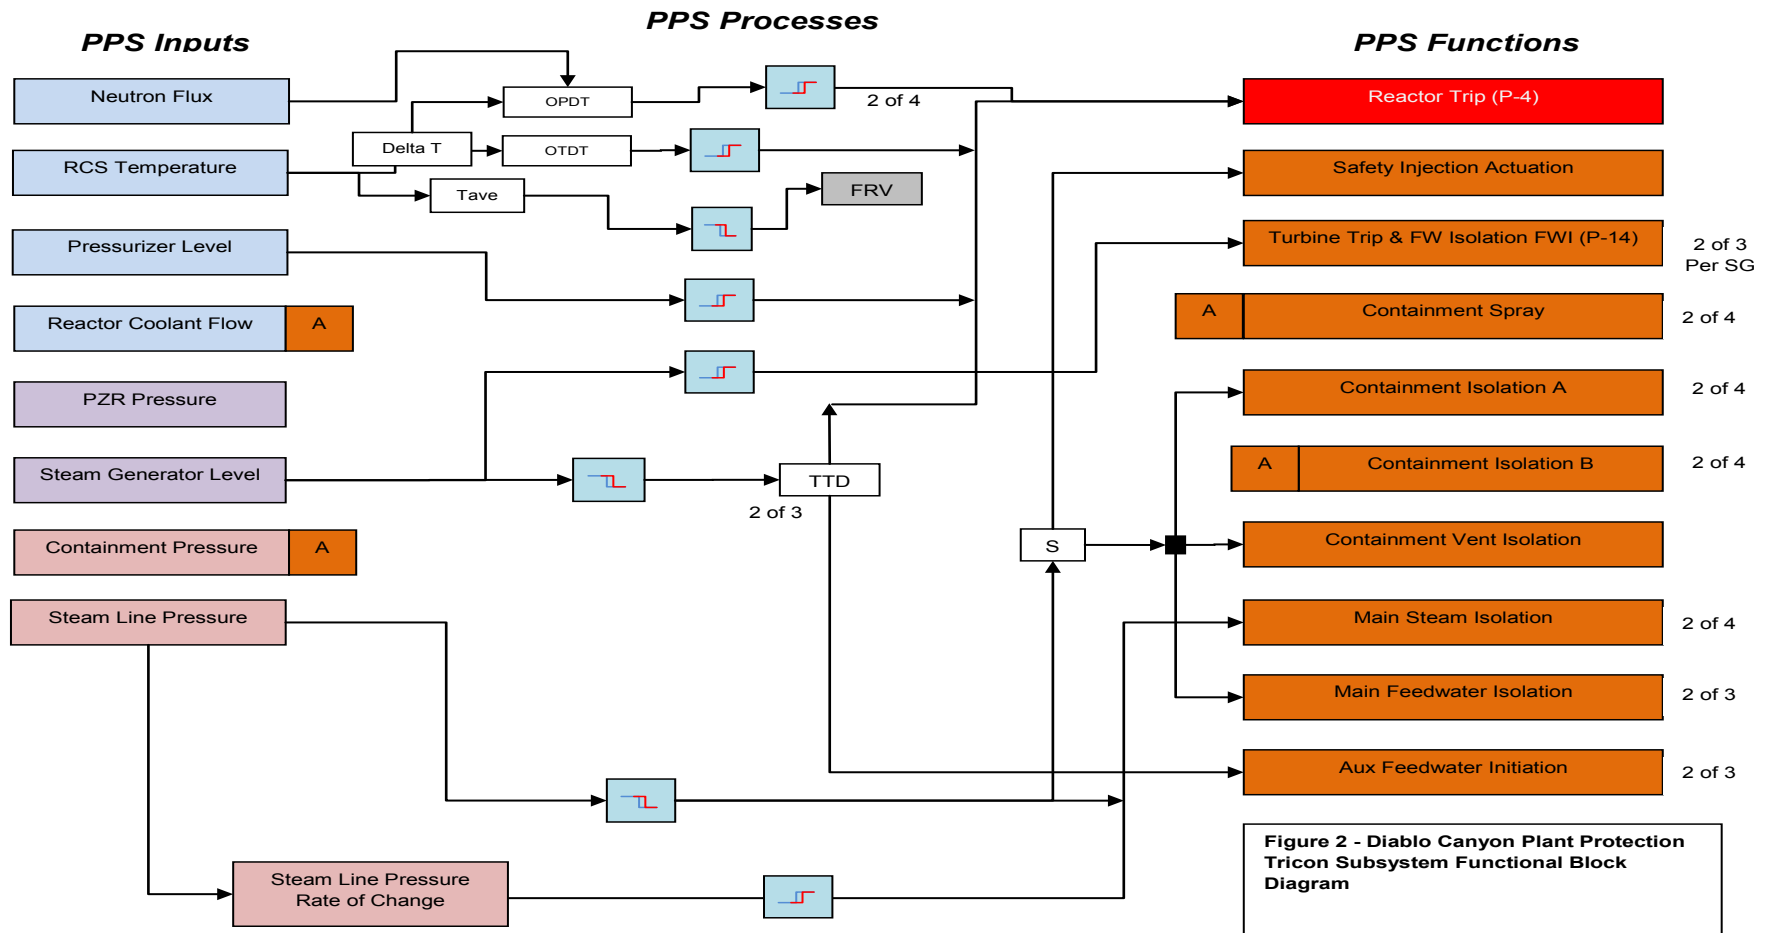 PPS Processes
PPS Inputs
PPS Functions
Neutron Flux
OPDT
2 of 4
Reactor Trip (P-4)
Delta T
OTDT
RCS Temperature
Safety Injection Actuation
Tave
FRV
Pressurizer Level
Turbine Trip & FW Isolation FWI (P-14)
2 of 3
Per SG
Reactor Coolant Flow
A
A
Containment Spray
2 of 4
PZR Pressure
Containment Isolation A
2 of 4
Steam Generator Level
TTD
2 of 3
A
Containment Isolation B
2 of 4
Containment Pressure
A
S
Containment Vent Isolation
Steam Line Pressure
Main Steam Isolation
2 of 4
Main Feedwater Isolation
2 of 3
Aux Feedwater Initiation
2 of 3
Steam Line Pressure
Rate of Change
Figure 2 - Diablo Canyon Plant Protection
Tricon Subsystem Functional Block
Diagram